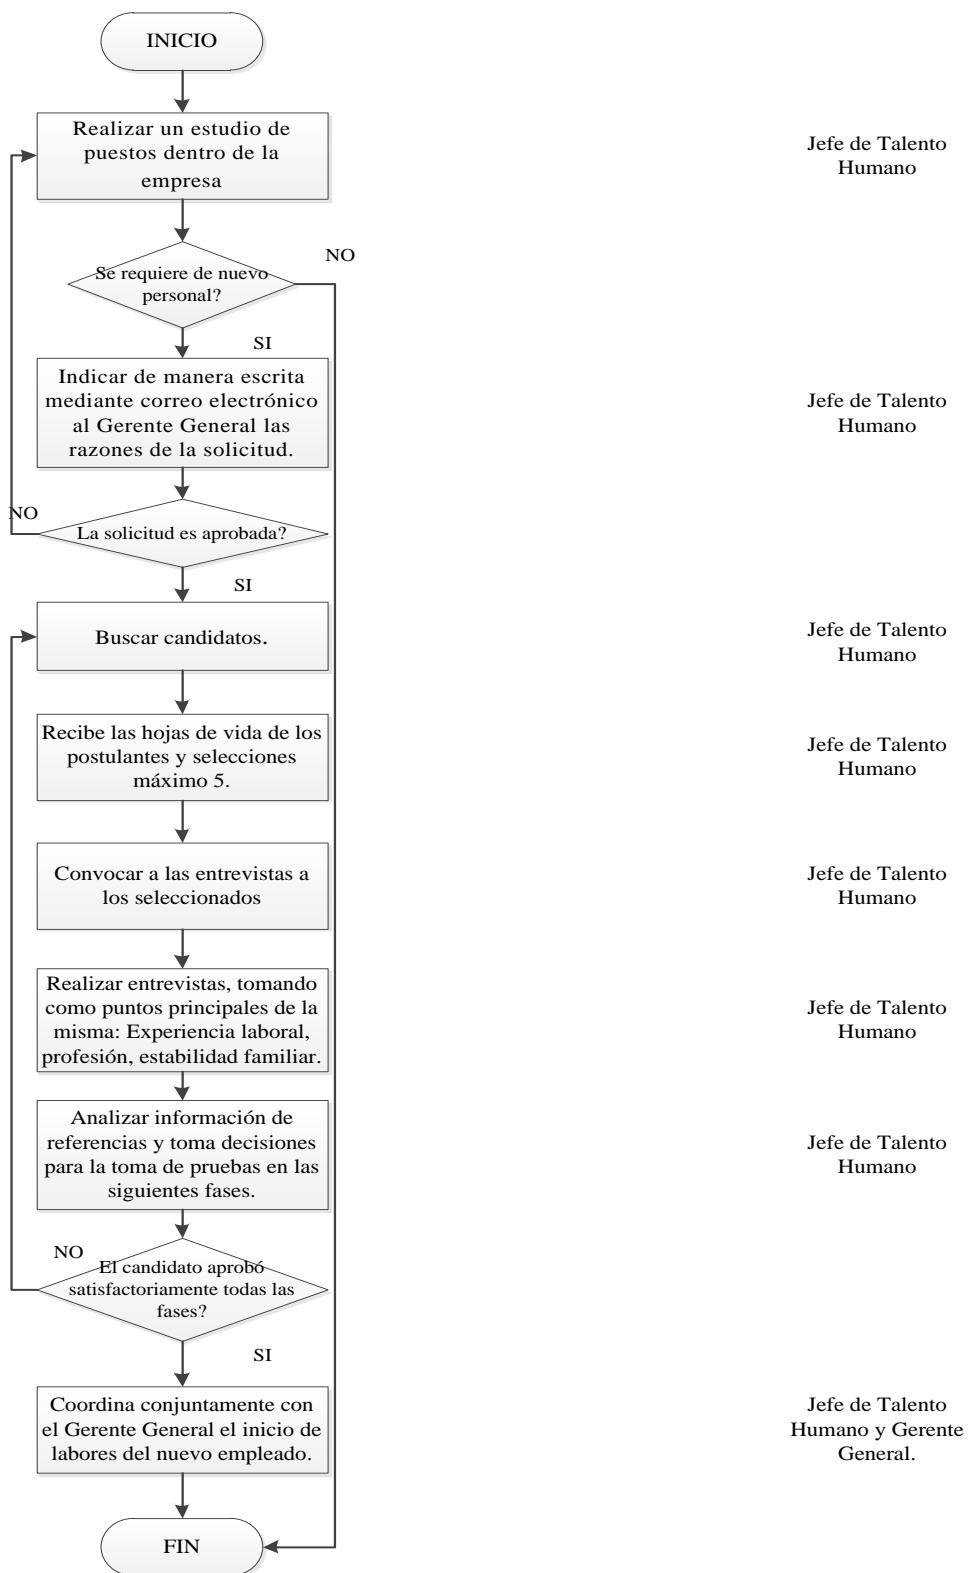 INICIO
Realizar un estudio de
puestos dentro de la
empresa
Jefe de Talento
Humano
NO
Se requiere de nuevo
personal?
SI
Indicar de manera escrita
mediante correo electrónico
al Gerente General las
razones de la solicitud.
Jefe de Talento
Humano
NO
La solicitud es aprobada?
SI
Buscar candidatos.
Jefe de Talento
Humano
Recibe las hojas de vida de los
postulantes y selecciones
máximo 5.
Jefe de Talento
Humano
Convocar a las entrevistas a
los seleccionados
Jefe de Talento
Humano
Realizar entrevistas, tomando
como puntos principales de la
misma: Experiencia laboral,
profesión, estabilidad familiar.
Jefe de Talento
Humano
Analizar información de
referencias y toma decisiones
para la toma de pruebas en las
siguientes fases.
Jefe de Talento
Humano
NO
El candidato aprobó
satisfactoriamente todas las
fases?
SI
Coordina conjuntamente con
el Gerente General el inicio de
labores del nuevo empleado.
Jefe de Talento
Humano y Gerente
General.
FIN